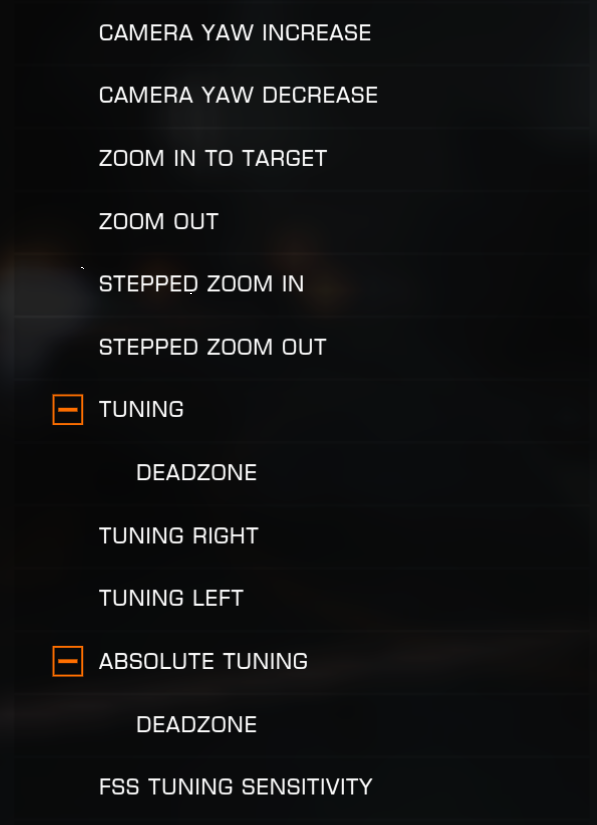 CAMERA YAW INCREASE
CAMERA YAW DECREASE
ZOOM IN TO TARGET
ZOOM OUT
STEPPED ZOOM IN
STEPPED ZOOM OUT
TUNING
DEADZONE
TUNING RIGHT
TUNING LEFT
ABSOLUTE TUNING
DEADZONE
FSS TUNING SENSITIVITY